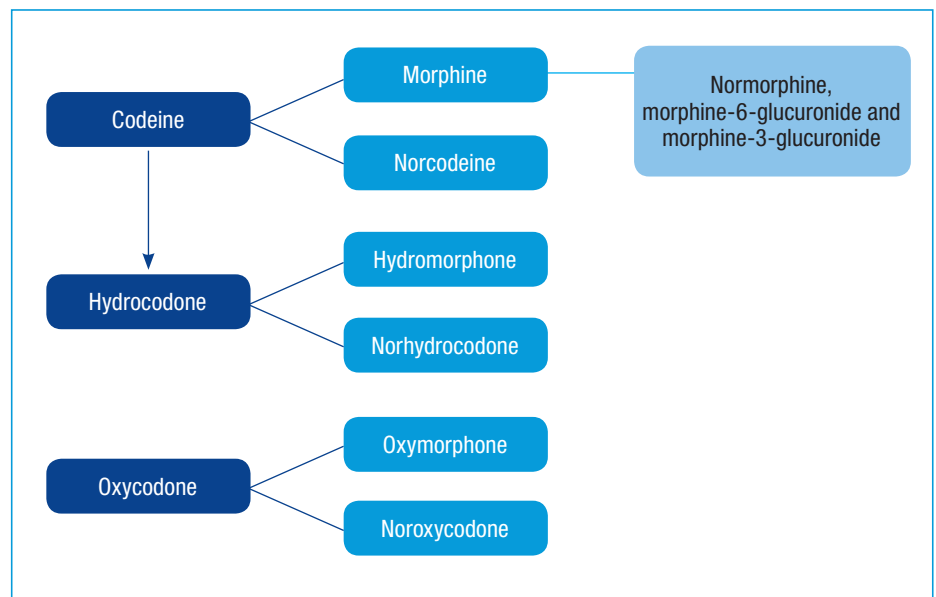 Codeine
Morphine
Norcodeine
Normorphine,
morphine-6-glucuronide and
morphine-3-glucuronide
Hydrocodone
Hydromorphone
Norhydrocodone
Oxycodone
Oxymorphone
Noroxycodone